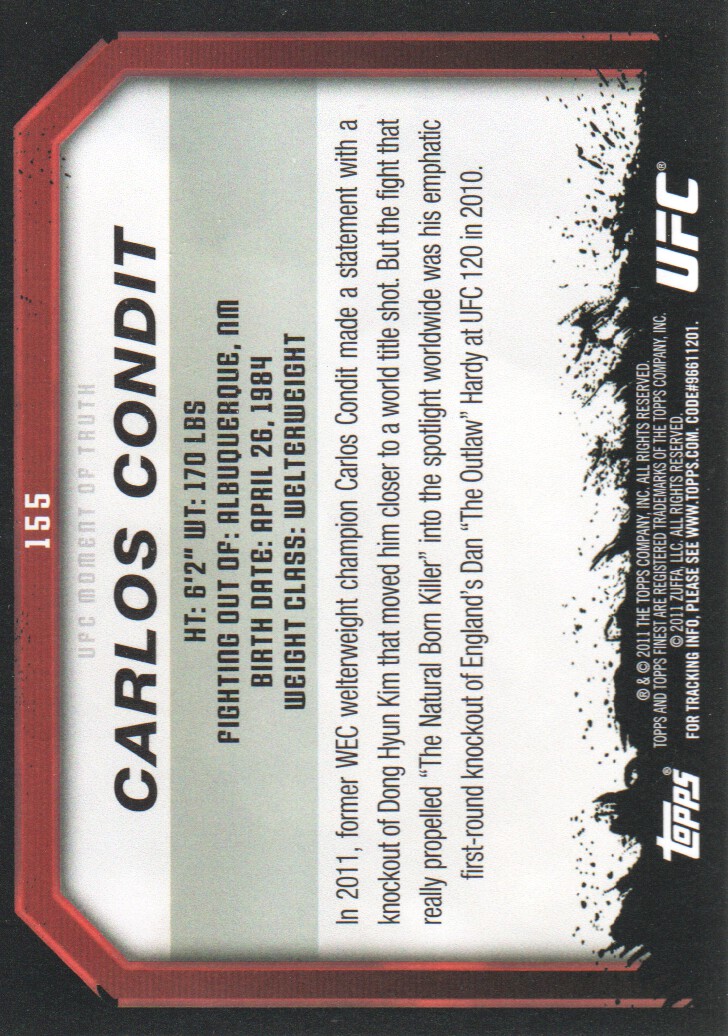 155
UFC MOMENT OF TRUTH
CARLOS CONDIT
HT: 6'2" WT: 170 LBS
FIGHTING OUT OF: ALBUQUERQUE, NM
BIRTH DATE: APRIL 26, 1984
WEIGHT CLASS: WELTERWEIGHT
In 2011, former WEC welterweight champion Carlos Condit made a statement with a
knockout of Dong Hyun Kim that moved him closer to a world title shot. But the fight that
really propelled “The Natural Born Killer” into the spotlight worldwide was his emphatic
first-round knockout of England's Dan “The Outlaw” Hardy at UFC 120 in 2010.
® & © 2011 THE TOPPS COMPANY, INC. ALL RIGHTS RESERVED.
TOPPS AND TOPPS FINEST ARE REGISTERED TRADEMARKS OF THE TOPPS COMPANY, INC.
© 2011 ZUFFA, LLC. ALL RIGHTS RESERVED.
FOR TRACKING INFO, PLEASE SEE WWW.TOPPS.COM. CODE#96611201.
topps®
UFC®